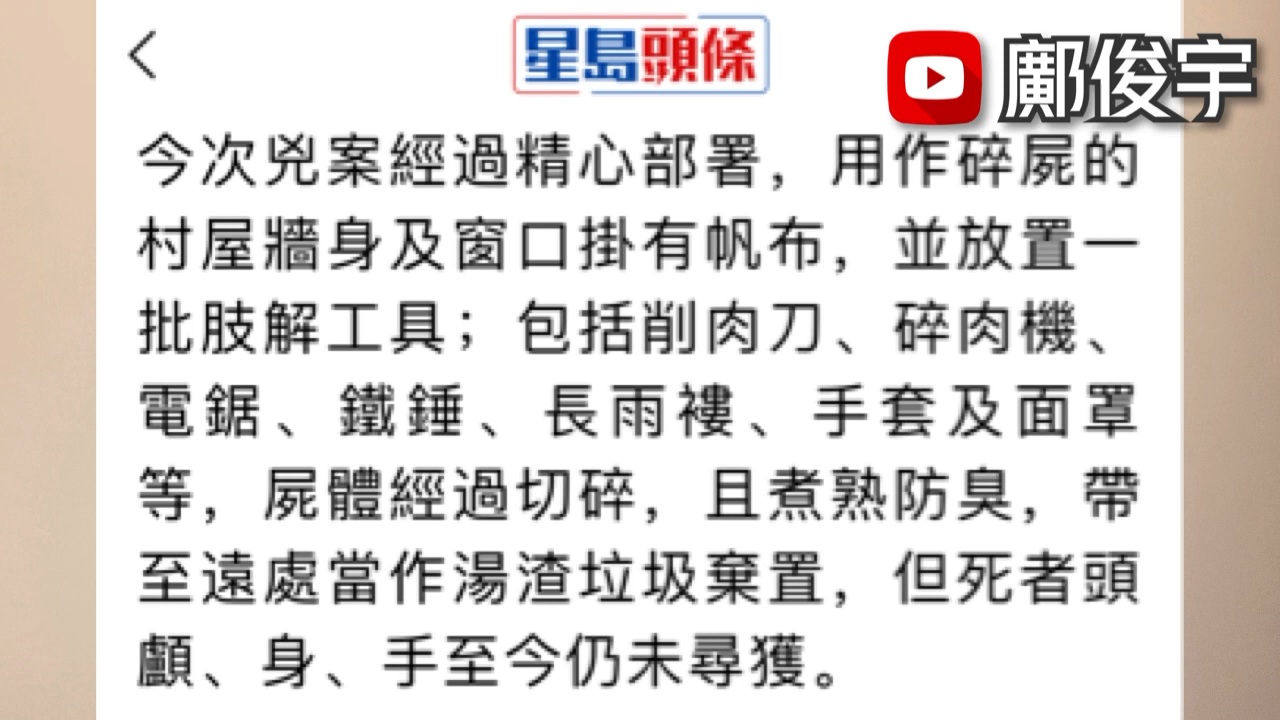 星島頭條
鄺俊宇
今次兇案經過精心部署，用作碎屍的
村屋牆身及窗口掛有帆布，並放置一
批肢解工具；包括削肉刀、碎肉機、
電鋸、鐵錘、長雨褸、手套及面罩
等，屍體經過切碎，且煮熟防臭，帶
至遠處當作湯渣垃圾棄置，但死者頭
顱、身、手至今仍未尋獲。